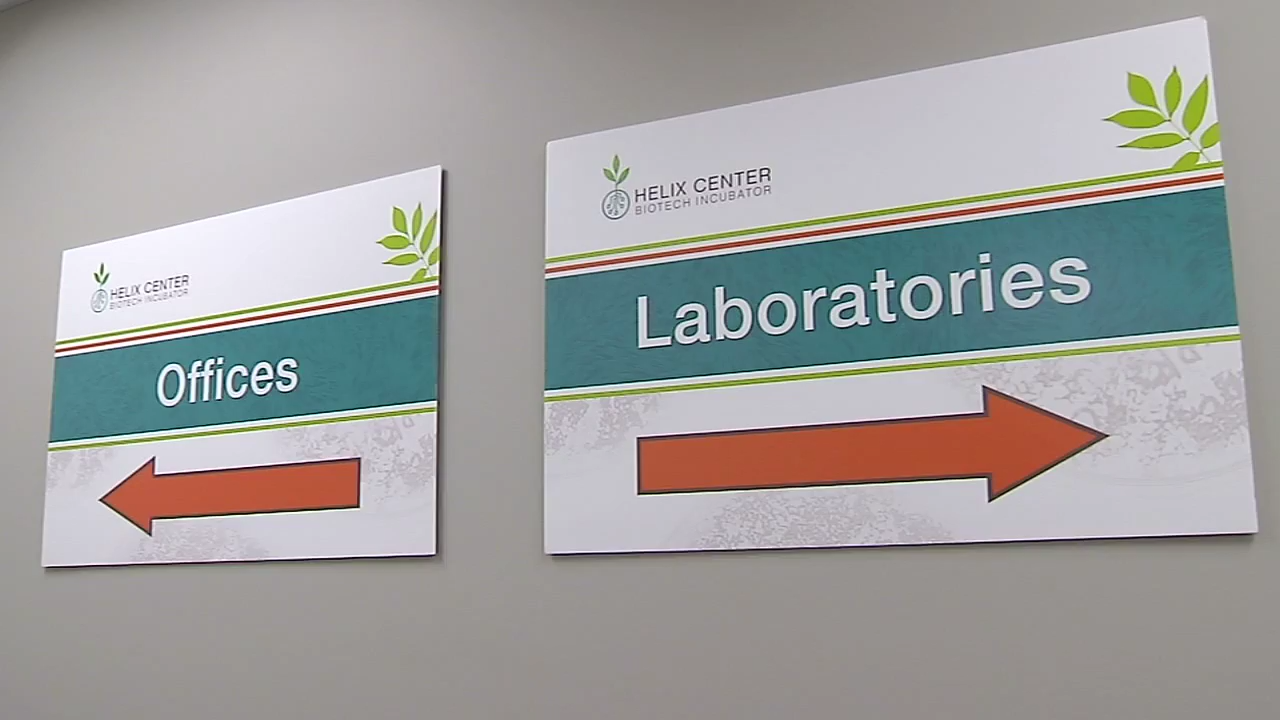 HELIX CENTER
BIOTECH INCUBATOR
Offices
HELIX CENTER
BIOTECH INCUBATOR
Laboratories